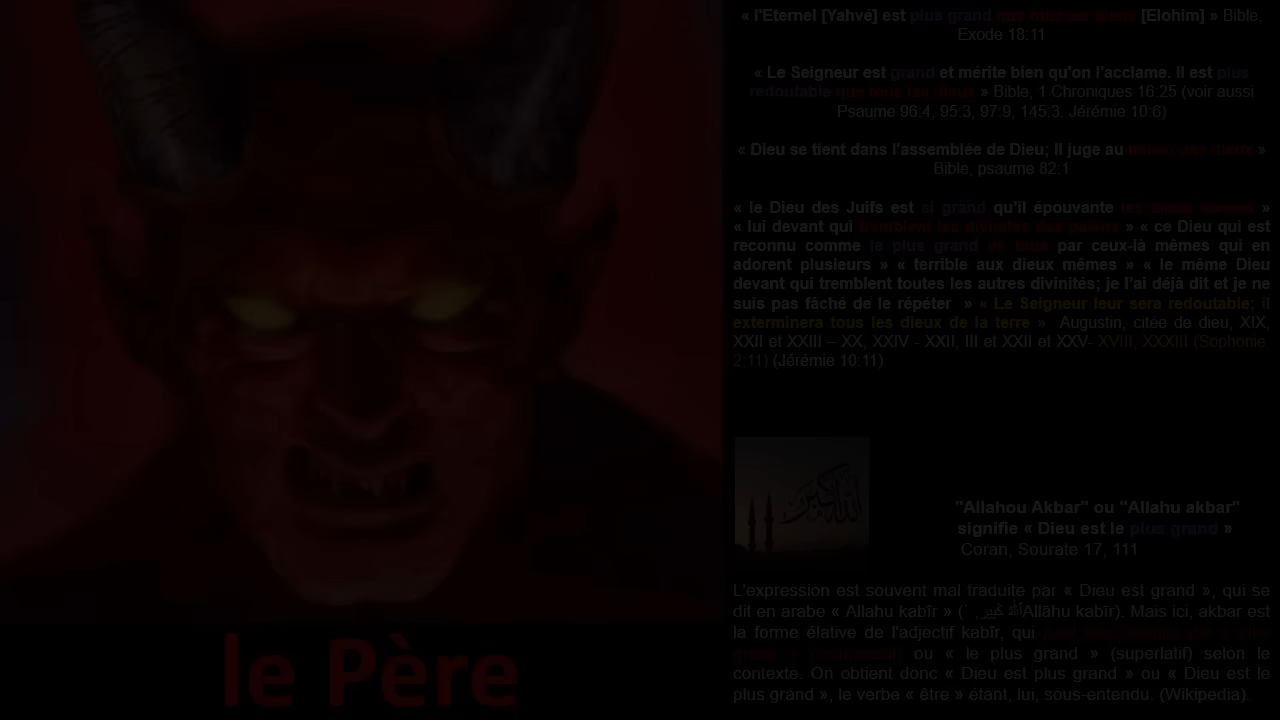 « l'Eternel [Yahvé] est plus grand que tous les dieux [Elohim] » Bible,
Exode 18:11
« Le Seigneur est grand et mérite bien qu'on l'acclame. Il est plus
redoutable que tous les dieux » Bible, 1 Chroniques 16:25 (voir aussi
Psaume 96:4, 95:3, 97:9, 145:3. Jérémie 10:6)
« Dieu se tient dans l'assemblée de Dieu; Il juge au milieu des dieux »
Bible, psaume 82:1
« le Dieu des Juifs est si grand qu'il épouvante »
« lui devant qui tremblent les divinités des païens » « ce Dieu qui est
reconnu comme le plus grand de tous par ceux-là mêmes qui en
adorent plusieurs » « terrible aux dieux mêmes » « le même Dieu
devant qui tremblent toutes les autres divinités; je l'ai déjà dit et je ne
suis pas fâché de le répéter » « Le Seigneur leur sera redoutable; il
exterminera tous les dieux de la terre » Augustin, citée de dieu, XIX,
XXII et XXIII – XX, XXIV - XXII, III et XXII et XXV- XVIII, XXXIII (Sophonie
2:11) (Jérémie 10:11)
الله أكبر
"Allahou Akbar" ou "Allahu akbar"
signifie « Dieu est le plus grand »
Coran, Sourate 17, 111
L'expression est souvent mal traduite par « Dieu est grand », qui se
dit en arabe « Allahu kabîr » (الله كبير, Allāhu kabīr). Mais ici, akbar est
la forme élative de l'adjectif kabīr, qui
ou « le plus grand » (superlatif) selon le
contexte. On obtient donc « Dieu est plus grand » ou « Dieu est le
plus grand », le verbe « être » étant, lui, sous-entendu. (Wikipedia).
le Père